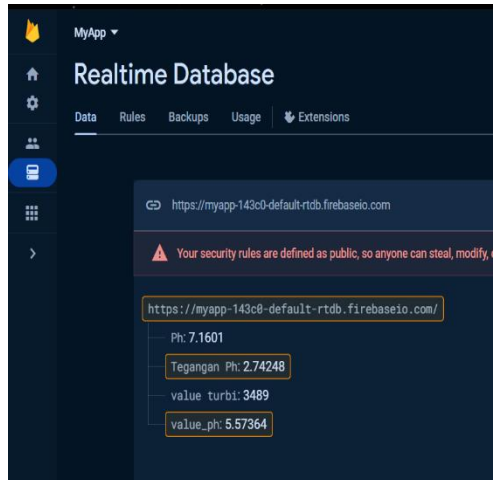 MyApp
Realtime Database
Data Rules Backups Usage Extensions
https://myapp-143c0-default-rtdb.firebaseio.com
Your security rules are defined as public, so anyone can steal, modify,
https://myapp-143c0-default-rtdb.firebaseio.com/
Ph: 7.1601
Tegangan Ph: 2.74248
value turbi: 3489
value_ph: 5.57364